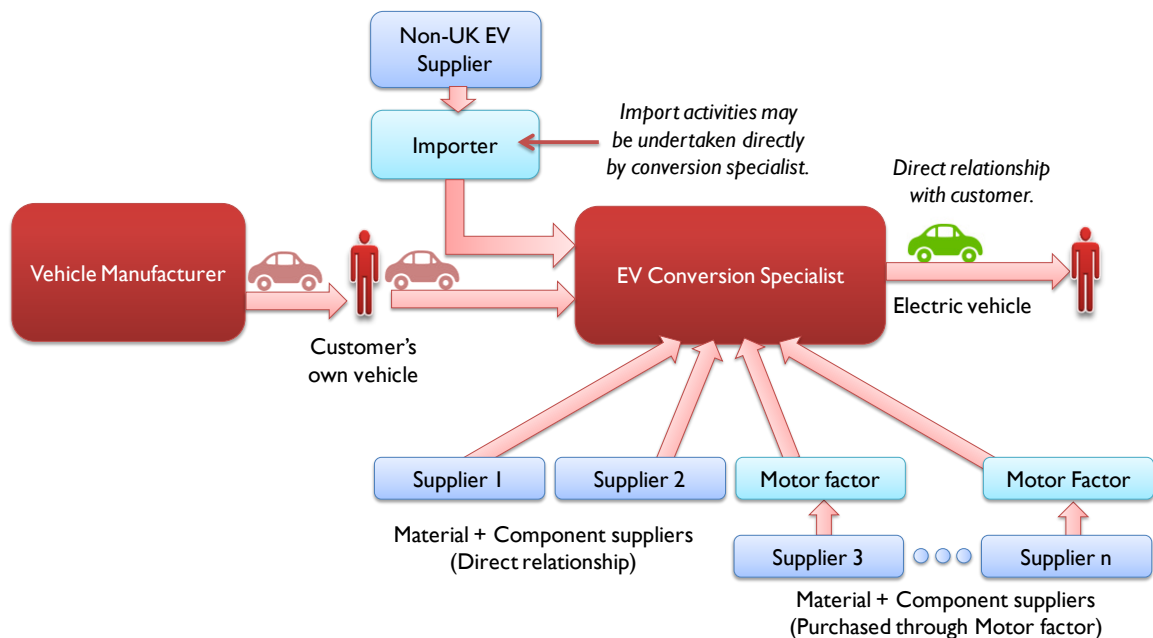 Non-UK EV
Supplier
Importer
Import activities may
be undertaken directly
by conversion specialist.
Direct relationship
with customer.
Vehicle Manufacturer
EV Conversion Specialist
Electric vehicle
Customer’s
own vehicle
Supplier 1
Supplier 2
Motor factor
Motor Factor
Material + Component suppliers
(Direct relationship)
Supplier 3
Supplier n
Material + Component suppliers
(Purchased through Motor factor)